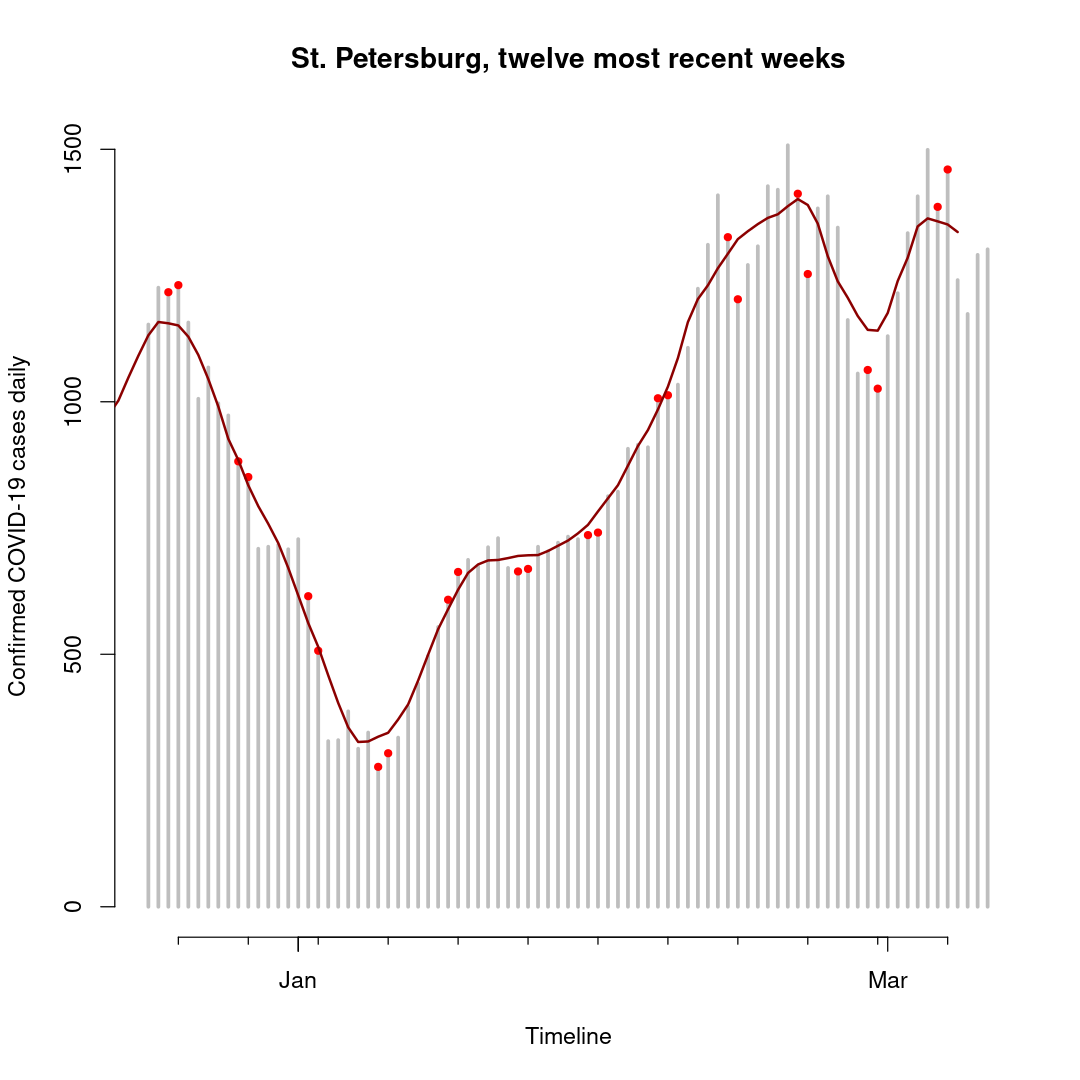 St. Petersburg, twelve most recent weeks
Confirmed COVID-19 cases daily
1500
1000
500
0
Jan
Mar
Timeline